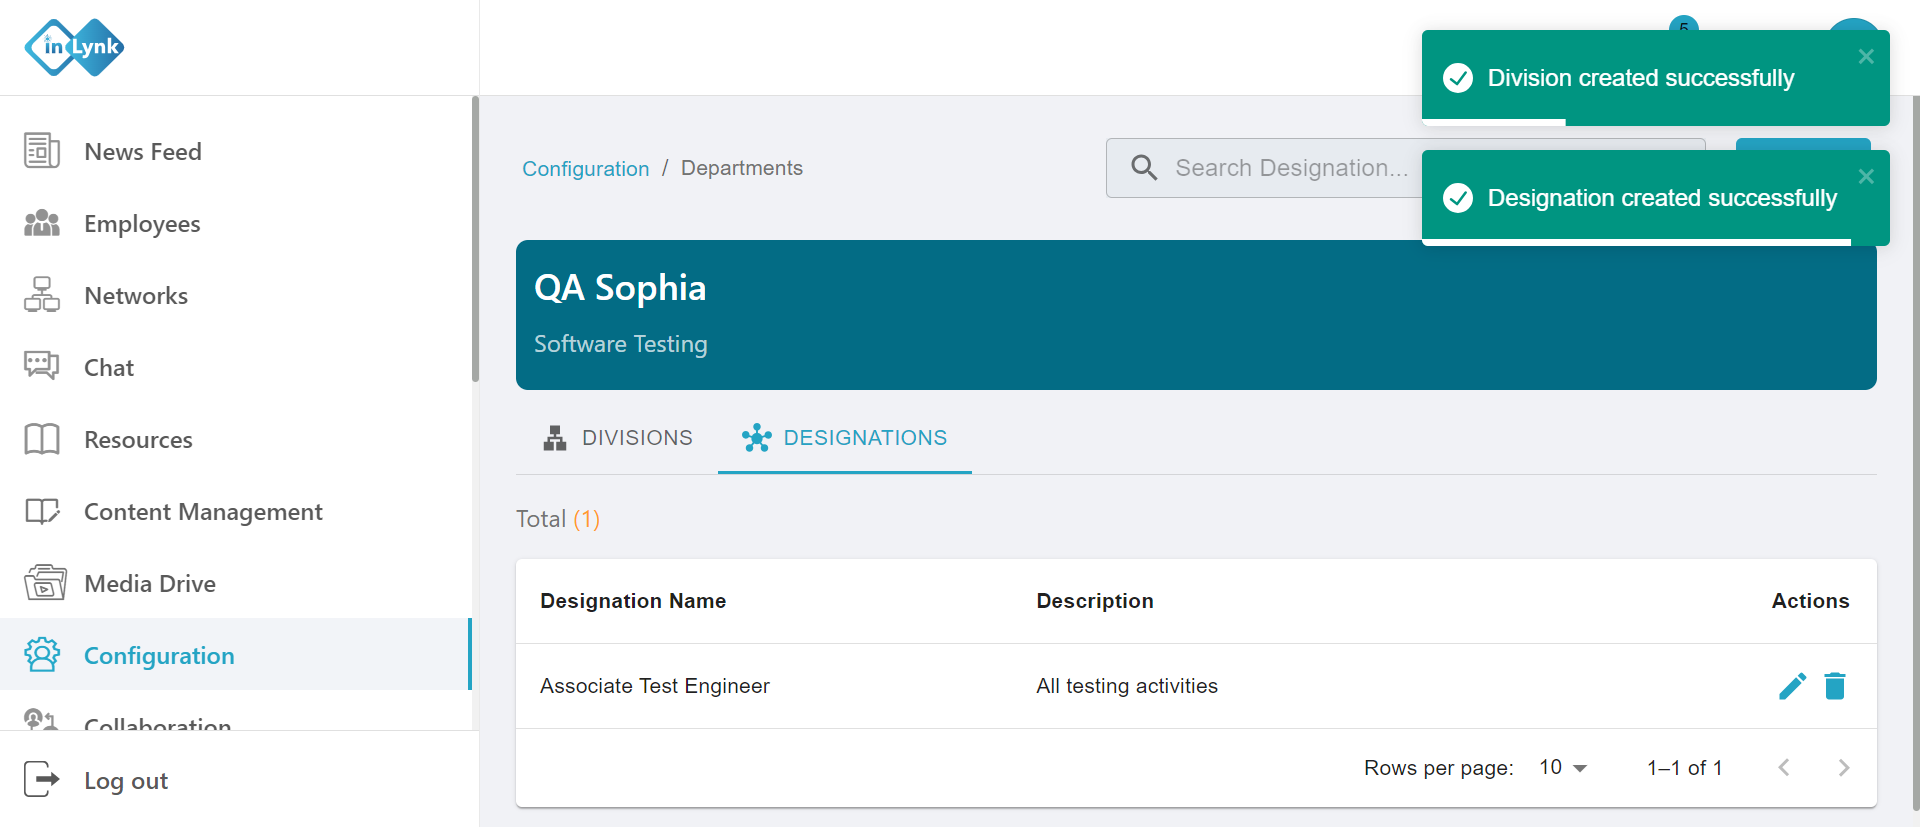 in Lynk
5
Division created successfully
News Feed
Employees
Networks
Chat
Resources
Content Management
Media Drive
Configuration
Collaboration
Log out
Configuration / Departments
Search Designation...
Designation created successfully
QA Sophia
Software Testing
DIVISIONS
DESIGNATIONS
Total (1)
Designation Name Description Actions
Associate Test Engineer All testing activities
Rows per page: 10 1–1 of 1